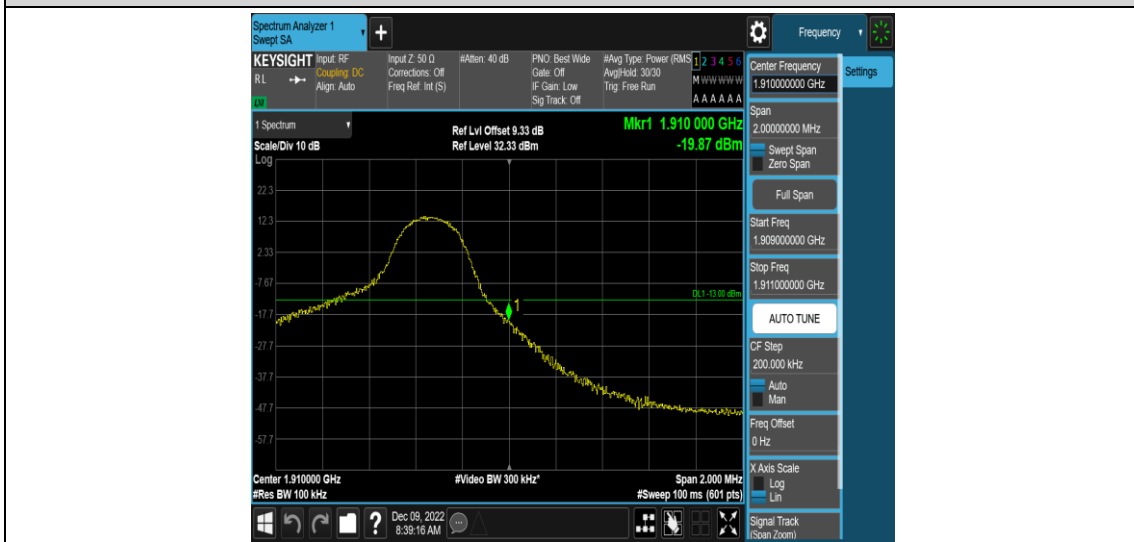 Spectrum Analyzer 1
Swept SA
+
Frequency
KEYSIGHT
RL
Input: RF
Coupling: DC
Align: Auto
Input Z: 50 Ω
Corrections: Off
Freq Ref: Int (S)
#Atten: 40 dB
PNO: Best Wide
Gate: Off
IF Gain: Low
Sig Track: Off
#Avg Type: Power (RMS
Avg|Hold: 30/30
Trig: Free Run
1 2 3 4 5 6
M W W W W W
A A A A A A
1 Spectrum
Scale/Div 10 dB
Log
Ref Lvl Offset 9.33 dB
Ref Level 32.33 dBm
Mkr1 1.910 000 GHz
-19.87 dBm
22.3
12.3
2.33
-7.67
-17.7
-27.7
-37.7
-47.7
-57.7
DL1 -13.00 dBm
1
Center 1.910000 GHz
#Res BW 100 kHz
#Video BW 300 kHz*
Span 2.000 MHz
#Sweep 100 ms (601 pts)
?
Dec 09, 2022
8:39:16 AM
Center Frequency
1.910000000 GHz
Settings
Span
2.00000000 MHz
Swept Span
Zero Span
Full Span
Start Freq
1.909000000 GHz
Stop Freq
1.911000000 GHz
AUTO TUNE
CF Step
200.000 kHz
Auto
Man
Freq Offset
0 Hz
X Axis Scale
Log
Lin
Signal Track
(Span Zoom)